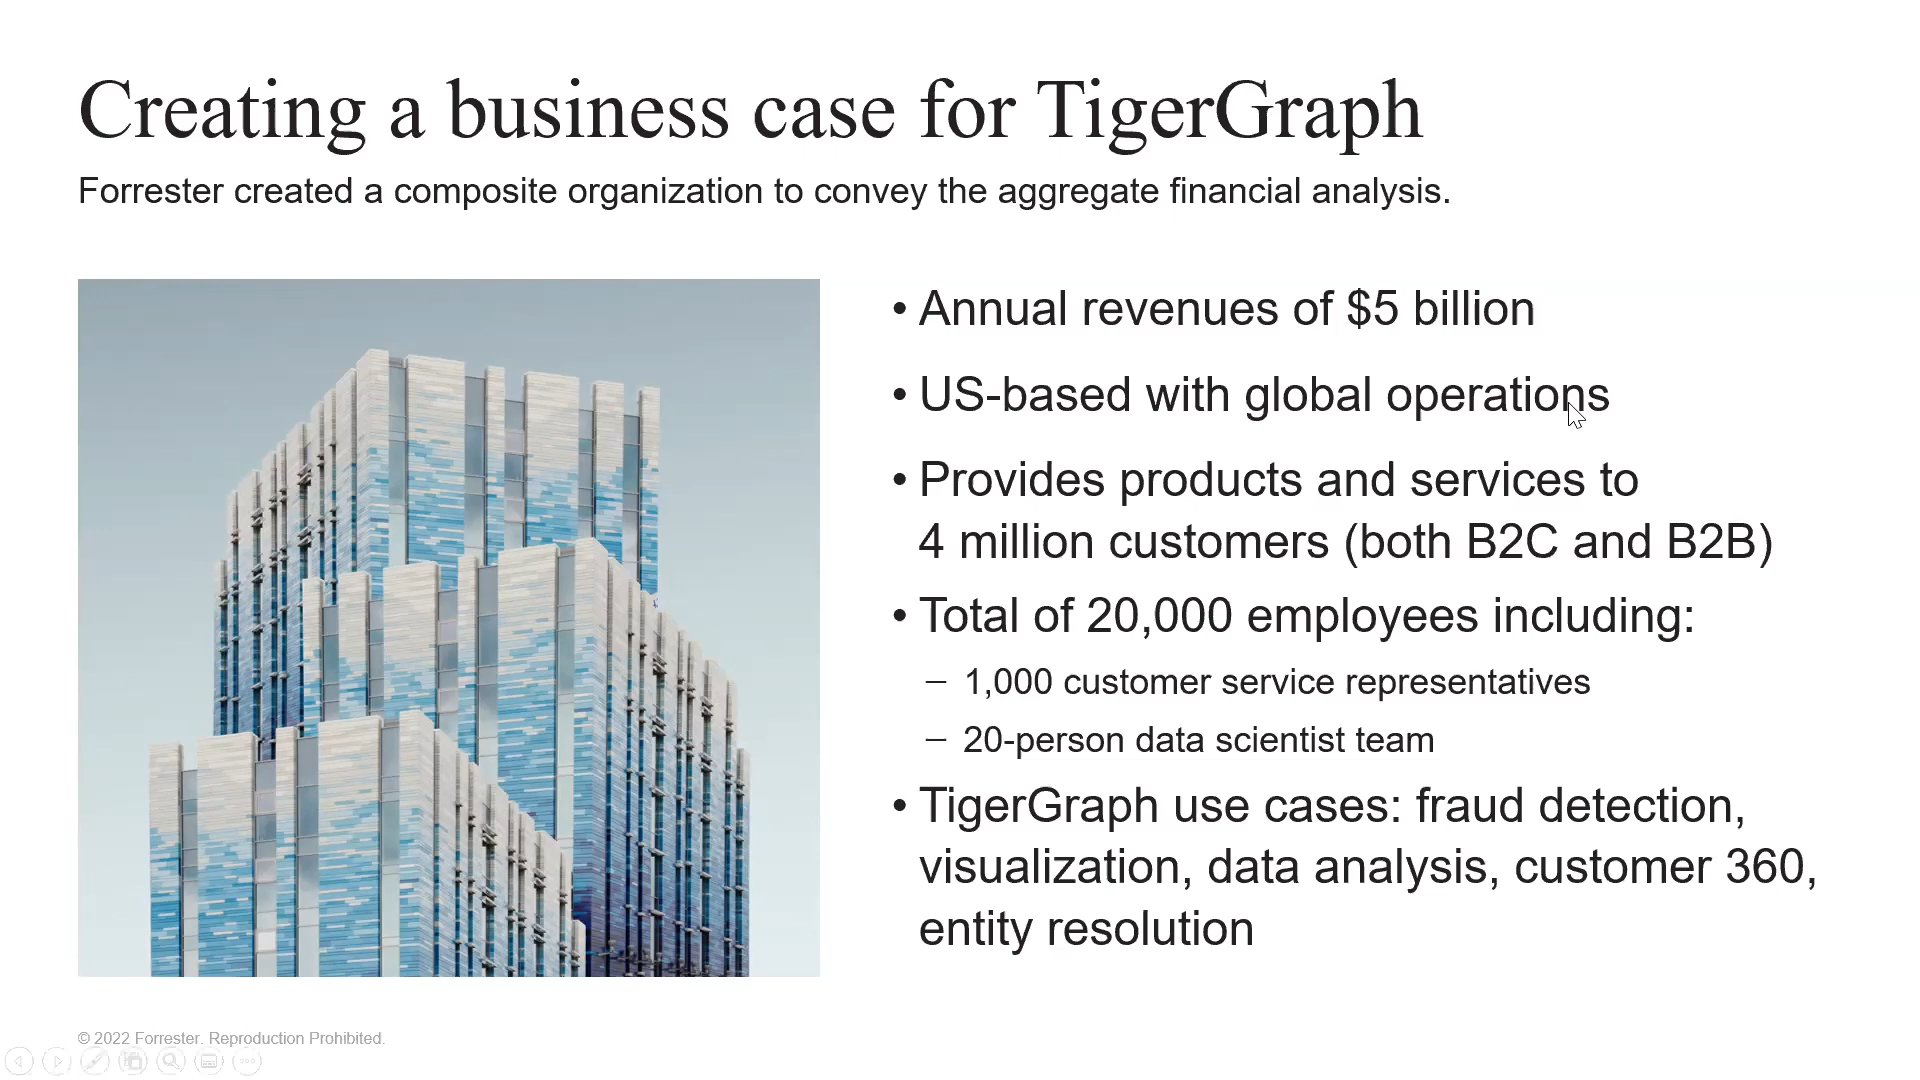 Creating a business case for TigerGraph
Forrester created a composite organization to convey the aggregate financial analysis.
• Annual revenues of $5 billion
• US-based with global operations
• Provides products and services to
4 million customers (both B2C and B2B)
• Total of 20,000 employees including:
– 1,000 customer service representatives
– 20-person data scientist team
• TigerGraph use cases: fraud detection,
visualization, data analysis, customer 360,
entity resolution
© 2022 Forrester. Reproduction Prohibited.